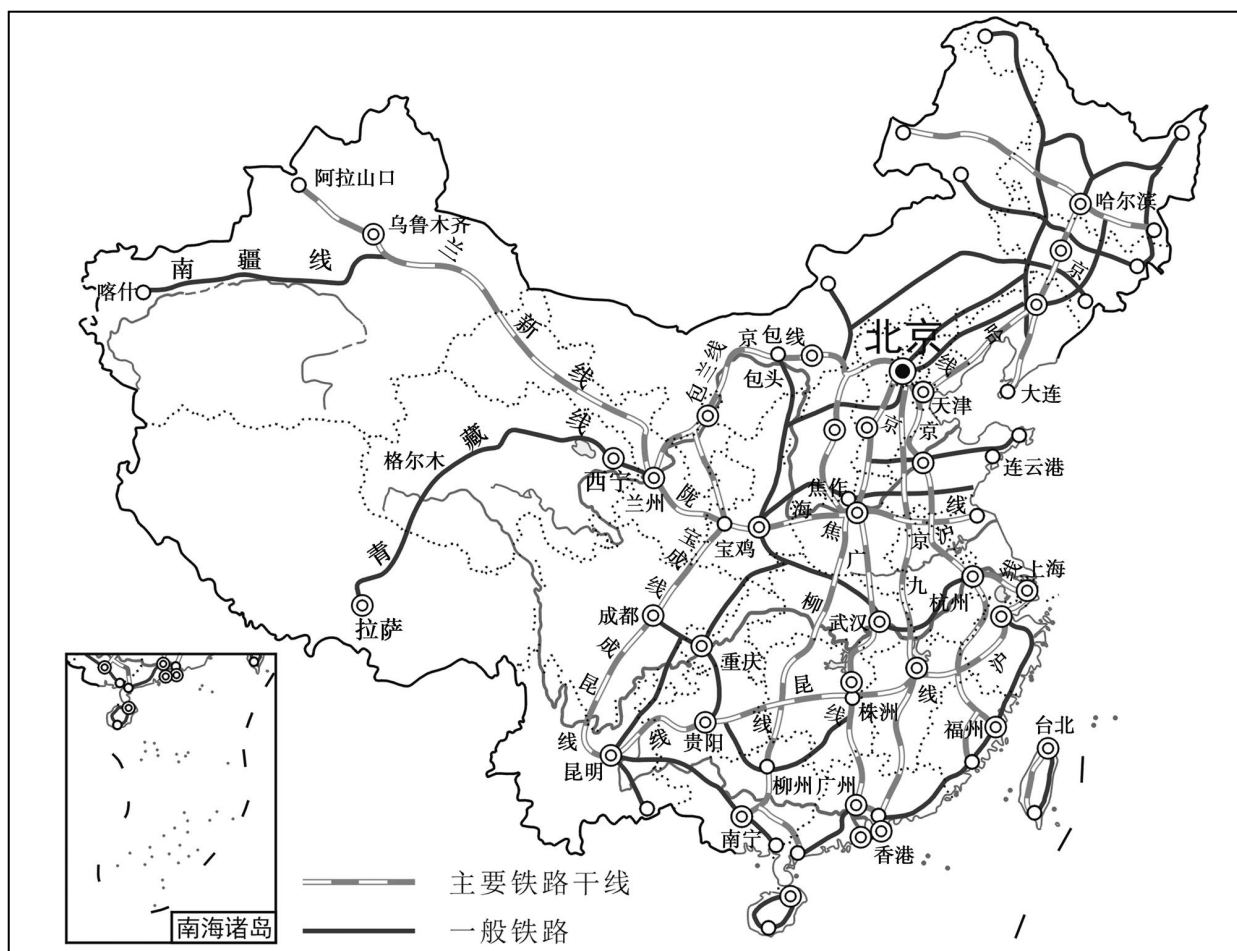 阿拉山口
乌鲁木齐
哈尔滨
兰
新
线
南疆线
喀什
京
哈
线
北京
天津
大连
京包线
包头
包兰线
青
藏
线
格尔木
西宁
兰州
拉萨
陇
海
线
焦作
连云港
宝鸡
宝
成
线
成都
成
昆
线
昆明
京
广
线
京
九
线
京
沪
线
焦
柳
线
上海
杭州
武汉
重庆
沪
昆
线
株洲
贵阳
福州
台北
柳州
广州
南宁
香港
南海诸岛
主要铁路干线
一般铁路